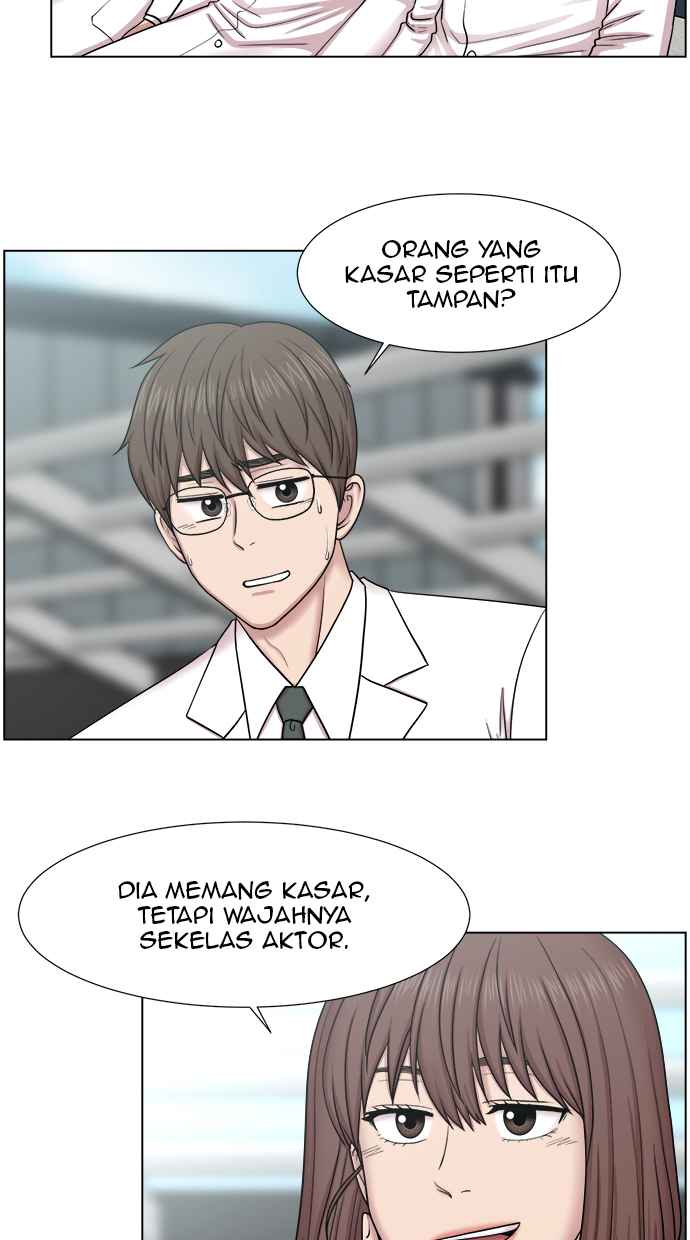 ORANG YANG
KASAR SEPERTI ITU
TAMPAN?
DIA MEMANG KASAR,
TETAPI WAJAHNYA
SEKELAS AKTOR.